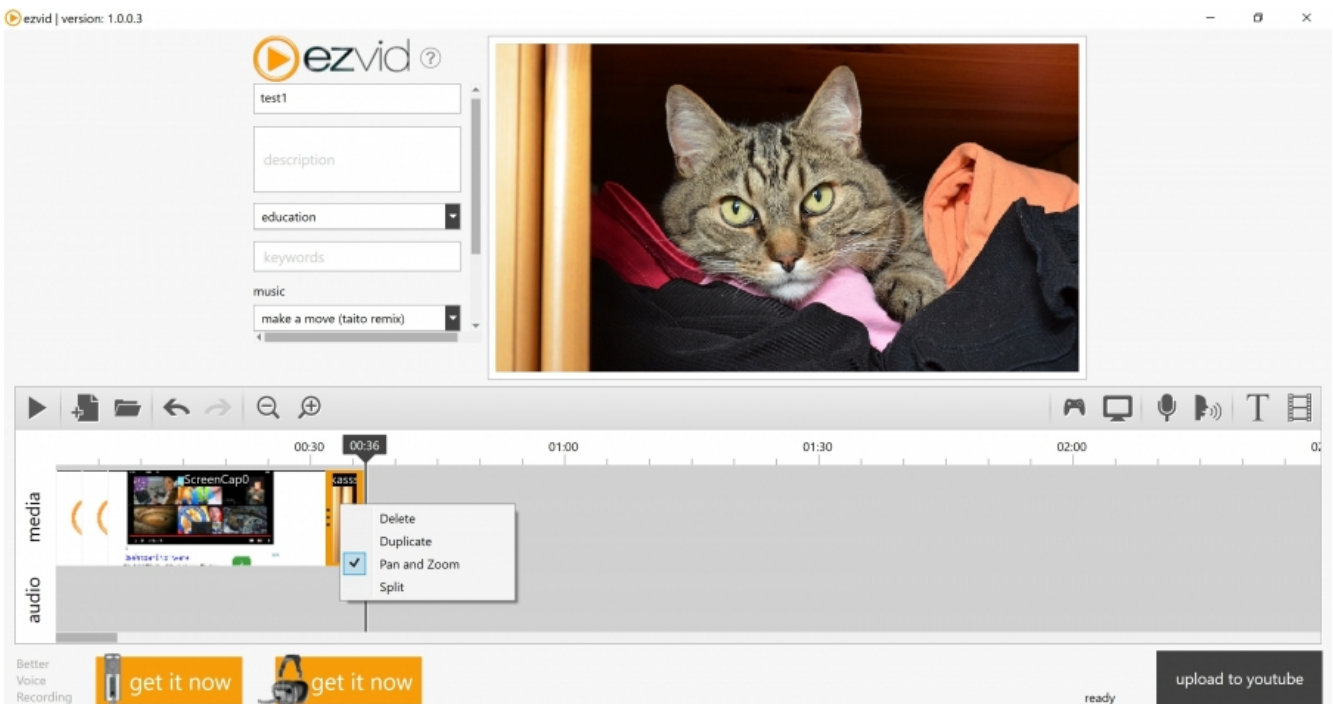 ezvid | version: 1.0.0.3
ezvid ?
test1
description
education
keywords
music
make a move (taito remix)
T
00:30 00:36 01:00 01:30 02:00
media
ScreenCap0
kasss
Delete
Duplicate
Pan and Zoom
Split
audio
Better
Voice
Recording
get it now
get it now
ready
upload to youtube